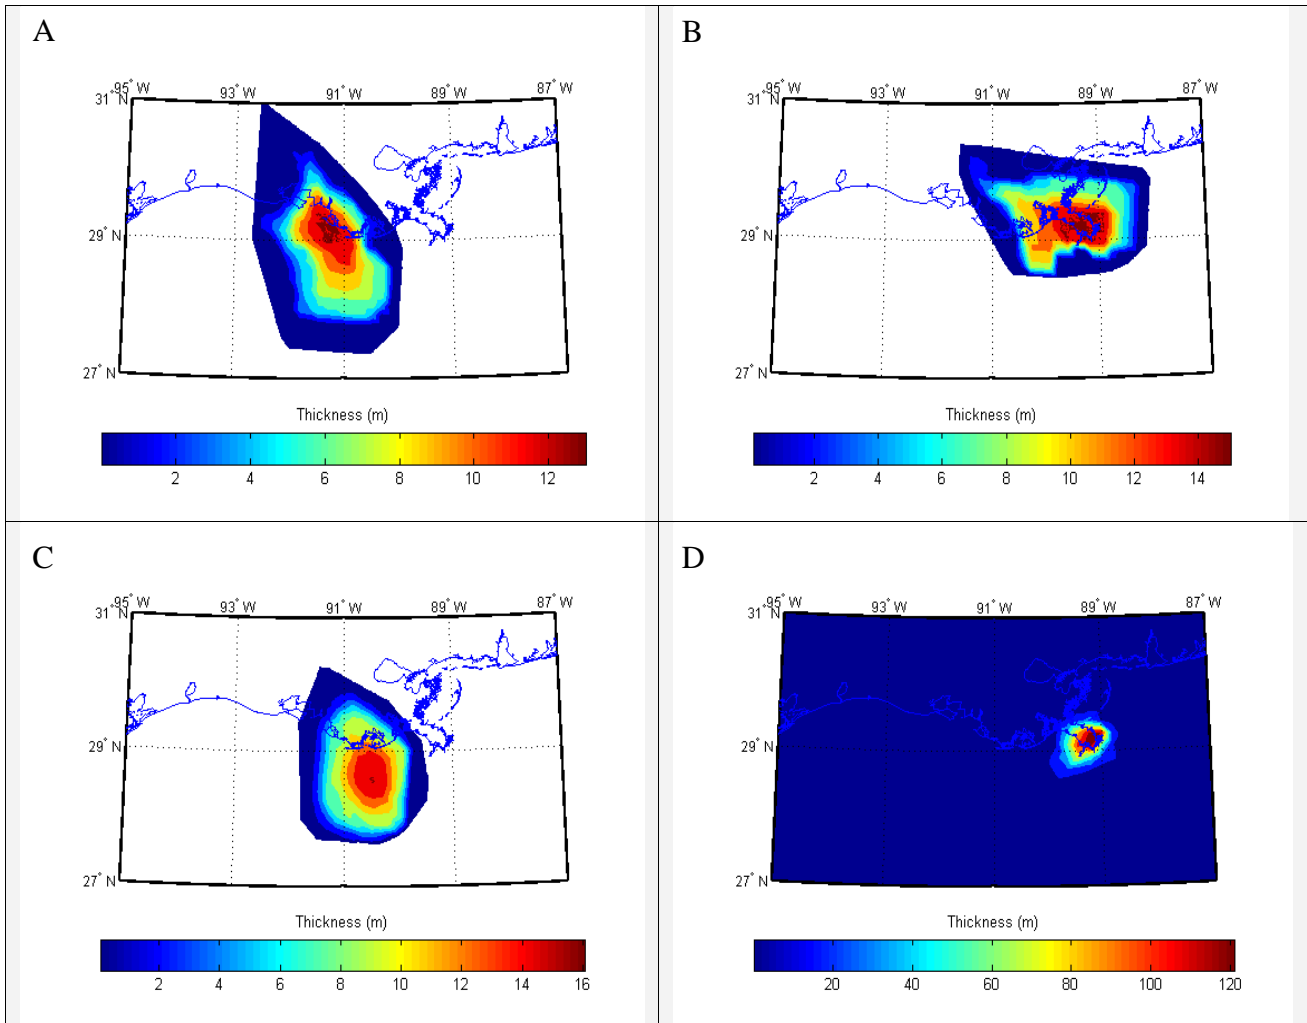 A
95° W 93° W 91° W 89° W 87° W
31° N
29° N
27° N
Thickness (m)
2 4 6 8 10 12
B
95° W 93° W 91° W 89° W 87° W
31° N
29° N
27° N
Thickness (m)
2 4 6 8 10 12 14
C
95° W 93° W 91° W 89° W 87° W
31° N
29° N
27° N
Thickness (m)
2 4 6 8 10 12 14 16
D
95° W 93° W 91° W 89° W 87° W
31° N
29° N
27° N
Thickness (m)
20 40 60 80 100 120